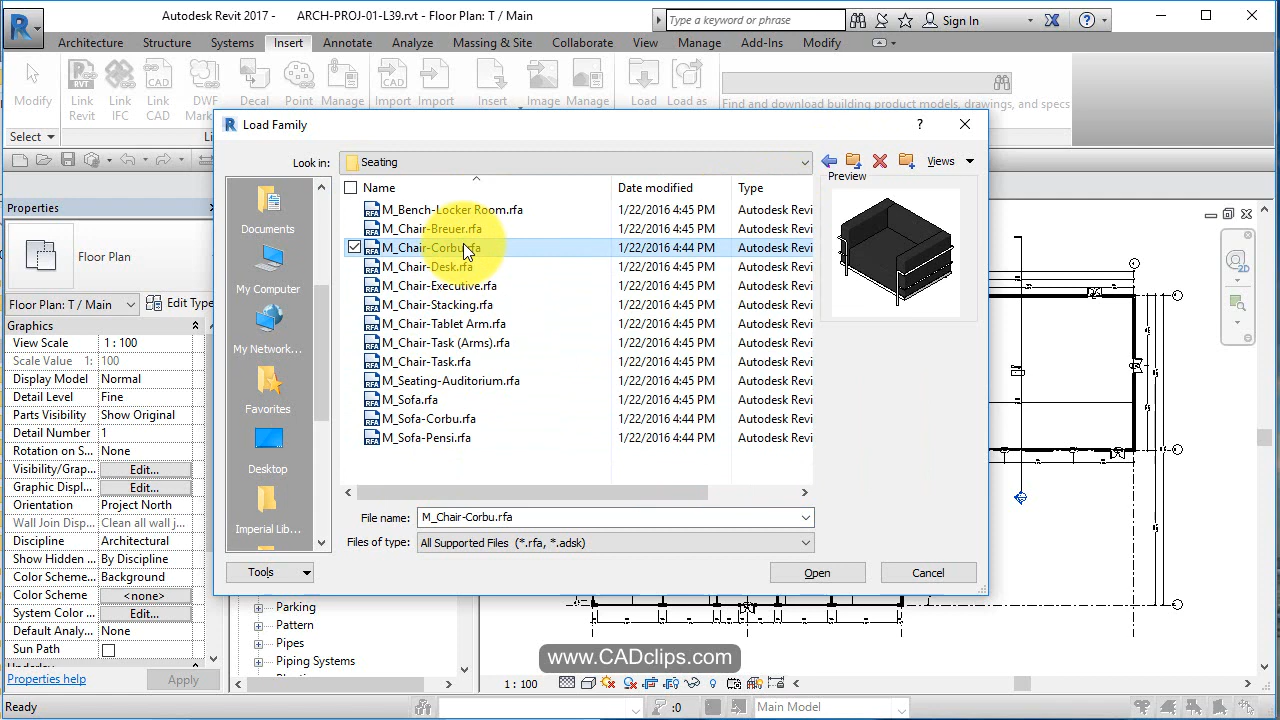 Autodesk Revit 2017 - ARCH-PROJ-01-L39.rvt - Floor Plan: T / Main
Type a keyword or phrase
Sign In
Architecture Structure Systems Insert Annotate Analyze Massing & Site Collaborate View Manage Add-Ins Modify
Modify Link Revit Link IFC Link CAD DWF Decal Point Manage Import Import Insert Image Manage Load Load as
Find and download building product models, drawings, and specs
Select
Load Family
Look in: Seating
Views
Properties
Floor Plan
Floor Plan: T / Main Edit Type
Graphics
View Scale 1 : 100
Scale Value 1: 100
Display Model Normal
Detail Level Fine
Parts Visibility Show Original
Detail Number 1
Rotation on S... None
Visibility/Grap... Edit...
Graphic Displ... Edit...
Orientation Project North
Wall Join Disp... Clean all wall j...
Discipline Architectural
Show Hidden ... By Discipline
Color Scheme... Background
Color Scheme <none>
System Color ... Edit...
Default Analy... None
Sun Path
Underlay
Properties help Apply
Documents
My Computer
My Network...
Favorites
Desktop
Imperial Lib...
Name Date modified Type
M_Bench-Locker Room.rfa 1/22/2016 4:45 PM Autodesk Revi
M_Chair-Breuer.rfa 1/22/2016 4:45 PM Autodesk Revi
M_Chair-Corbu.rfa 1/22/2016 4:44 PM Autodesk Revi
M_Chair-Desk.rfa 1/22/2016 4:45 PM Autodesk Revi
M_Chair-Executive.rfa 1/22/2016 4:45 PM Autodesk Revi
M_Chair-Stacking.rfa 1/22/2016 4:45 PM Autodesk Revi
M_Chair-Tablet Arm.rfa 1/22/2016 4:45 PM Autodesk Revi
M_Chair-Task (Arms).rfa 1/22/2016 4:45 PM Autodesk Revi
M_Chair-Task.rfa 1/22/2016 4:45 PM Autodesk Revi
M_Seating-Auditorium.rfa 1/22/2016 4:45 PM Autodesk Revi
M_Sofa.rfa 1/22/2016 4:45 PM Autodesk Revi
M_Sofa-Corbu.rfa 1/22/2016 4:44 PM Autodesk Revi
M_Sofa-Pensi.rfa 1/22/2016 4:44 PM Autodesk Revi
Preview
File name: M_Chair-Corbu.rfa
Files of type: All Supported Files (*.rfa, *.adsk)
Tools Open Cancel
Parking
Pattern
Pipes
Piping Systems
www.CADclips.com
1 : 100
Ready
:0
Main Model